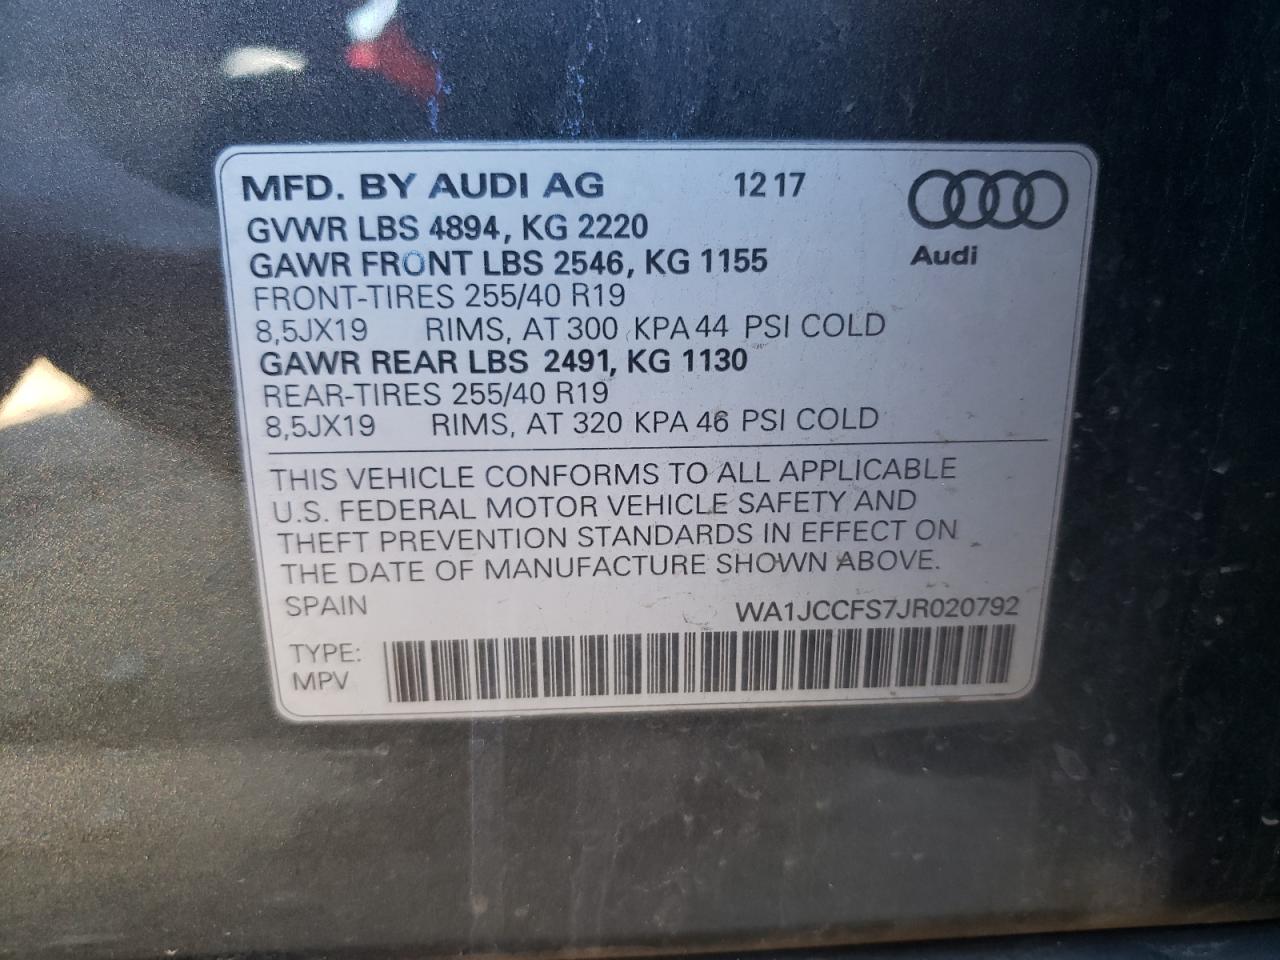 MFD. BY AUDI AG 12 17
Audi
GVWR LBS 4894, KG 2220
GAWR FRONT LBS 2546, KG 1155
FRONT-TIRES 255/40 R19
8,5JX19 RIMS, AT 300 KPA 44 PSI COLD
GAWR REAR LBS 2491, KG 1130
REAR-TIRES 255/40 R19
8,5JX19 RIMS, AT 320 KPA 46 PSI COLD
THIS VEHICLE CONFORMS TO ALL APPLICABLE
U.S. FEDERAL MOTOR VEHICLE SAFETY AND
THEFT PREVENTION STANDARDS IN EFFECT ON
THE DATE OF MANUFACTURE SHOWN ABOVE.
SPAIN WA1JCCFS7JR020792
TYPE:
MPV